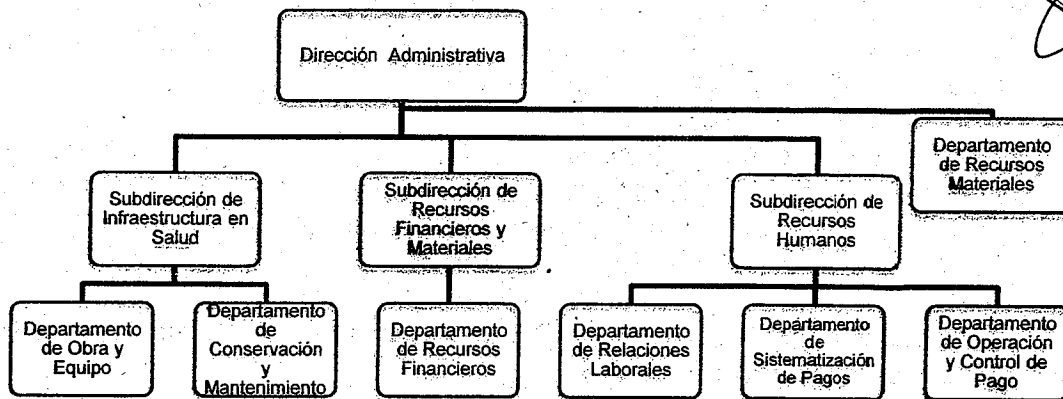 Dirección Administrativa
Departamento
de Recursos
Materiales
Subdirección de
Infraestructura en
Salud
Subdirección de
Recursos
Financieros y
Materiales
Subdirección de
Recursos
Humanos
Departamento
de Obra y
Equipo
Departamento
de
Conservación
y
Mantenimiento
Departamento
de Recursos
Financieros
Departamento
de Relaciones
Laborales
Departamento
de
Sistematización
de Pagos
Departamento
de Operación
y Control de
Pago